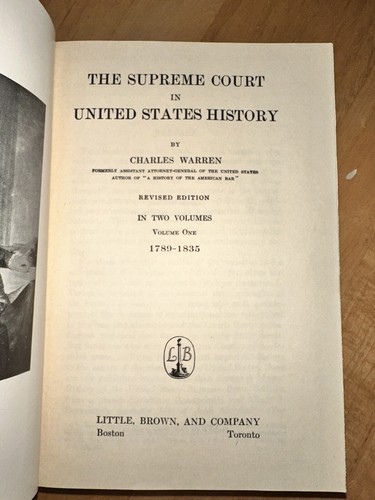 THE SUPREME COURT
IN
UNITED STATES HISTORY
BY
CHARLES WARREN
FORMERLY ASSISTANT ATTORNEY-GENERAL OF THE UNITED STATES
AUTHOR OF "A HISTORY OF THE AMERICAN BAR"
REVISED EDITION
IN TWO VOLUMES
VOLUME ONE
1789-1835
L B
LITTLE, BROWN, AND COMPANY
Boston Toronto